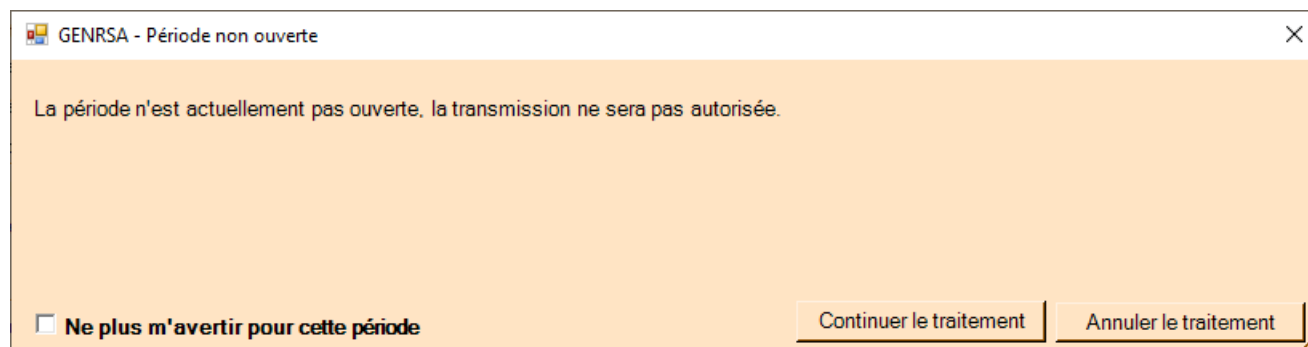 GENRSA - Période non ouverte
La période n'est actuellement pas ouverte, la transmission ne sera pas autorisée.
Ne plus m'avertir pour cette période
Continuer le traitement
Annuler le traitement